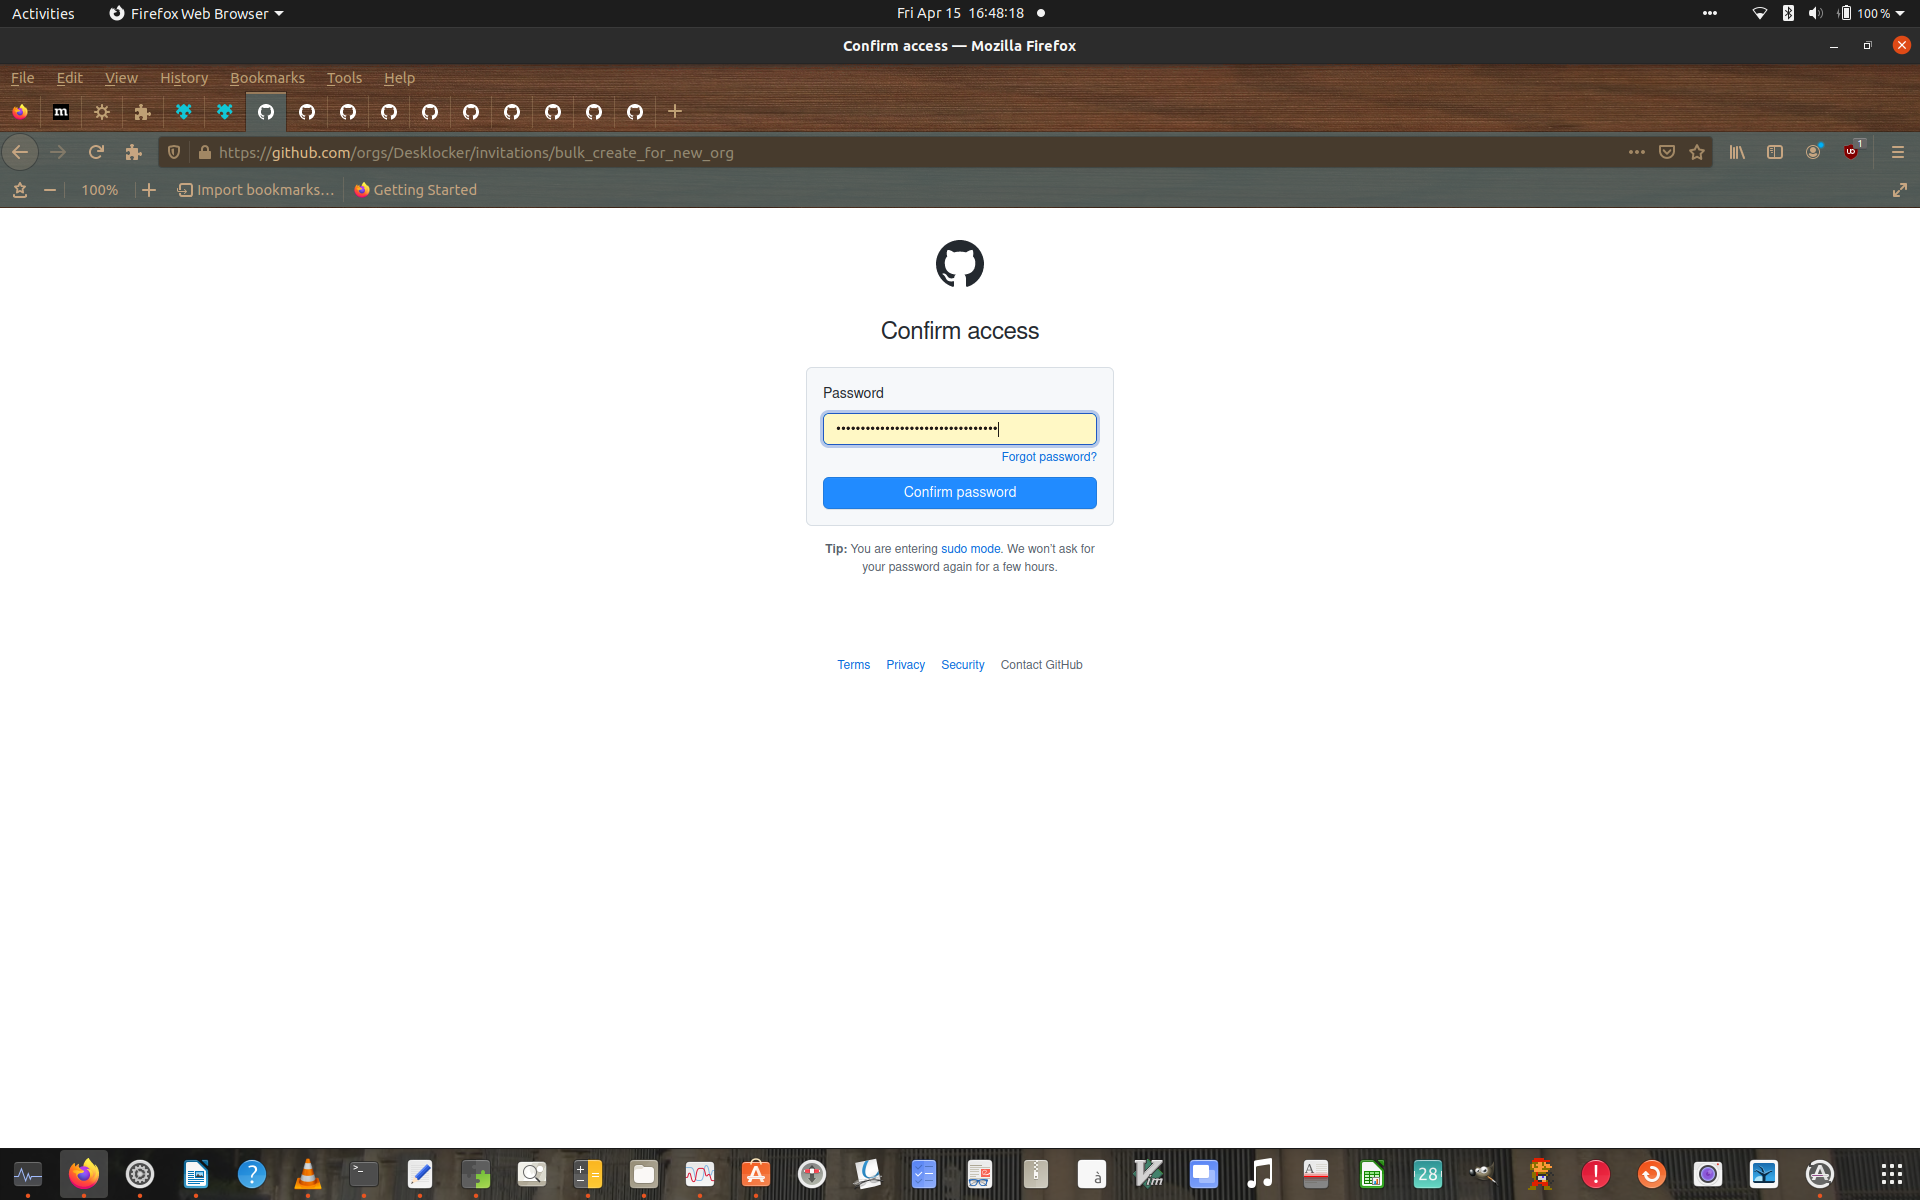 Activities
Firefox Web Browser
Fri Apr 15 16:48:18
100 %
Confirm access — Mozilla Firefox
File Edit View History Bookmarks Tools Help
m
https://github.com/orgs/Desklocker/invitations/bulk_create_for_new_org
1
100%
Import bookmarks...
Getting Started
Confirm access
Password
••••••••••••••••••••••••••••••••••
Forgot password?
Confirm password
Tip: You are entering sudo mode. We won't ask for
your password again for a few hours.
Terms Privacy Security Contact GitHub
?
>_
à
Vim
A
28
!